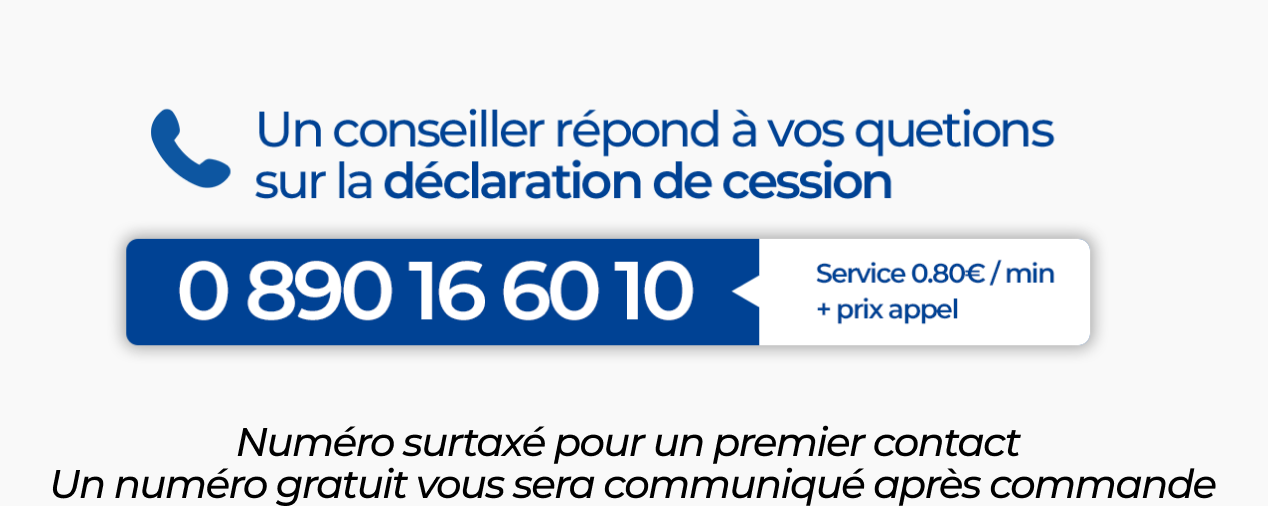 Un conseiller répond à vos quetions
sur la déclaration de cession
0 890 16 60 10
Service 0.80€ / min
+ prix appel
Numéro surtaxé pour un premier contact
Un numéro gratuit vous sera communiqué après commande